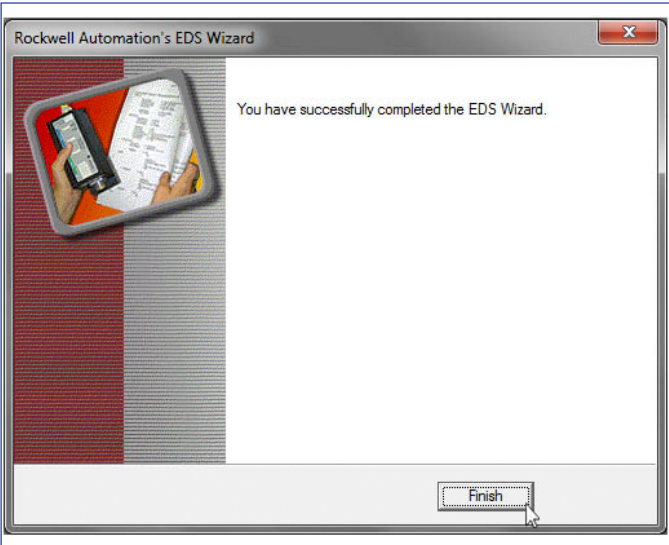 Rockwell Automation's EDS Wizard
You have successfully completed the EDS Wizard.
Finish